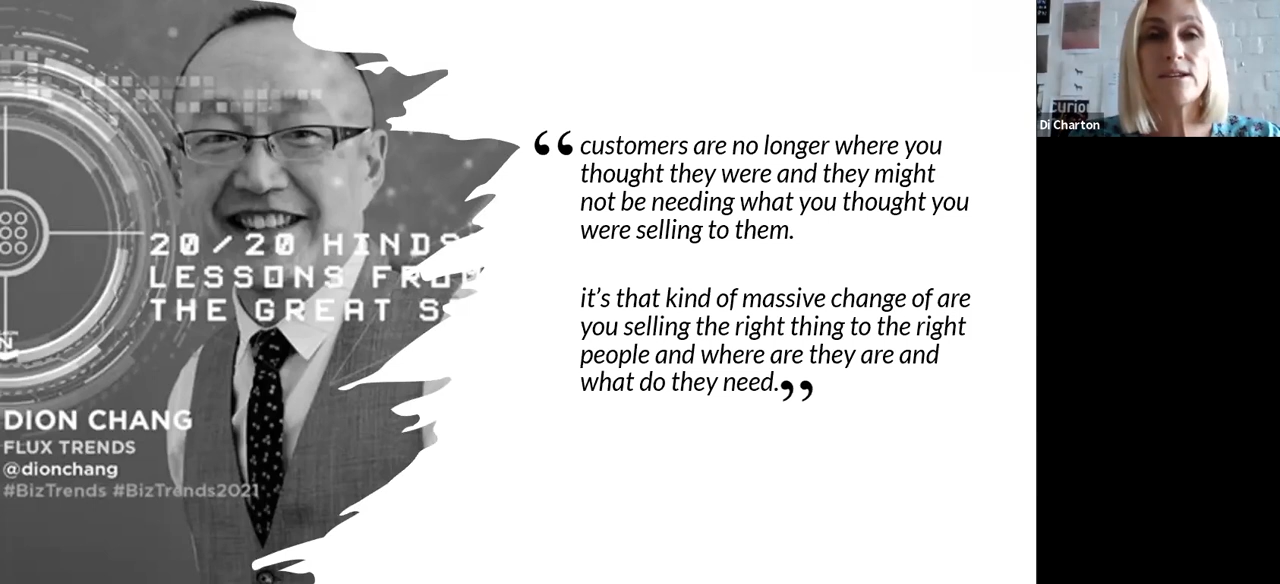 20/20 HINDS
LESSONS FROM
THE GREAT S
N
DION CHANG
FLUX TRENDS
@dionchang
#BizTrends #BizTrends2021
“ customers are no longer where you
thought they were and they might
not be needing what you thought you
were selling to them.
it’s that kind of massive change of are
you selling the right thing to the right
people and where are they are and
what do they need.”
curio
Di Charton